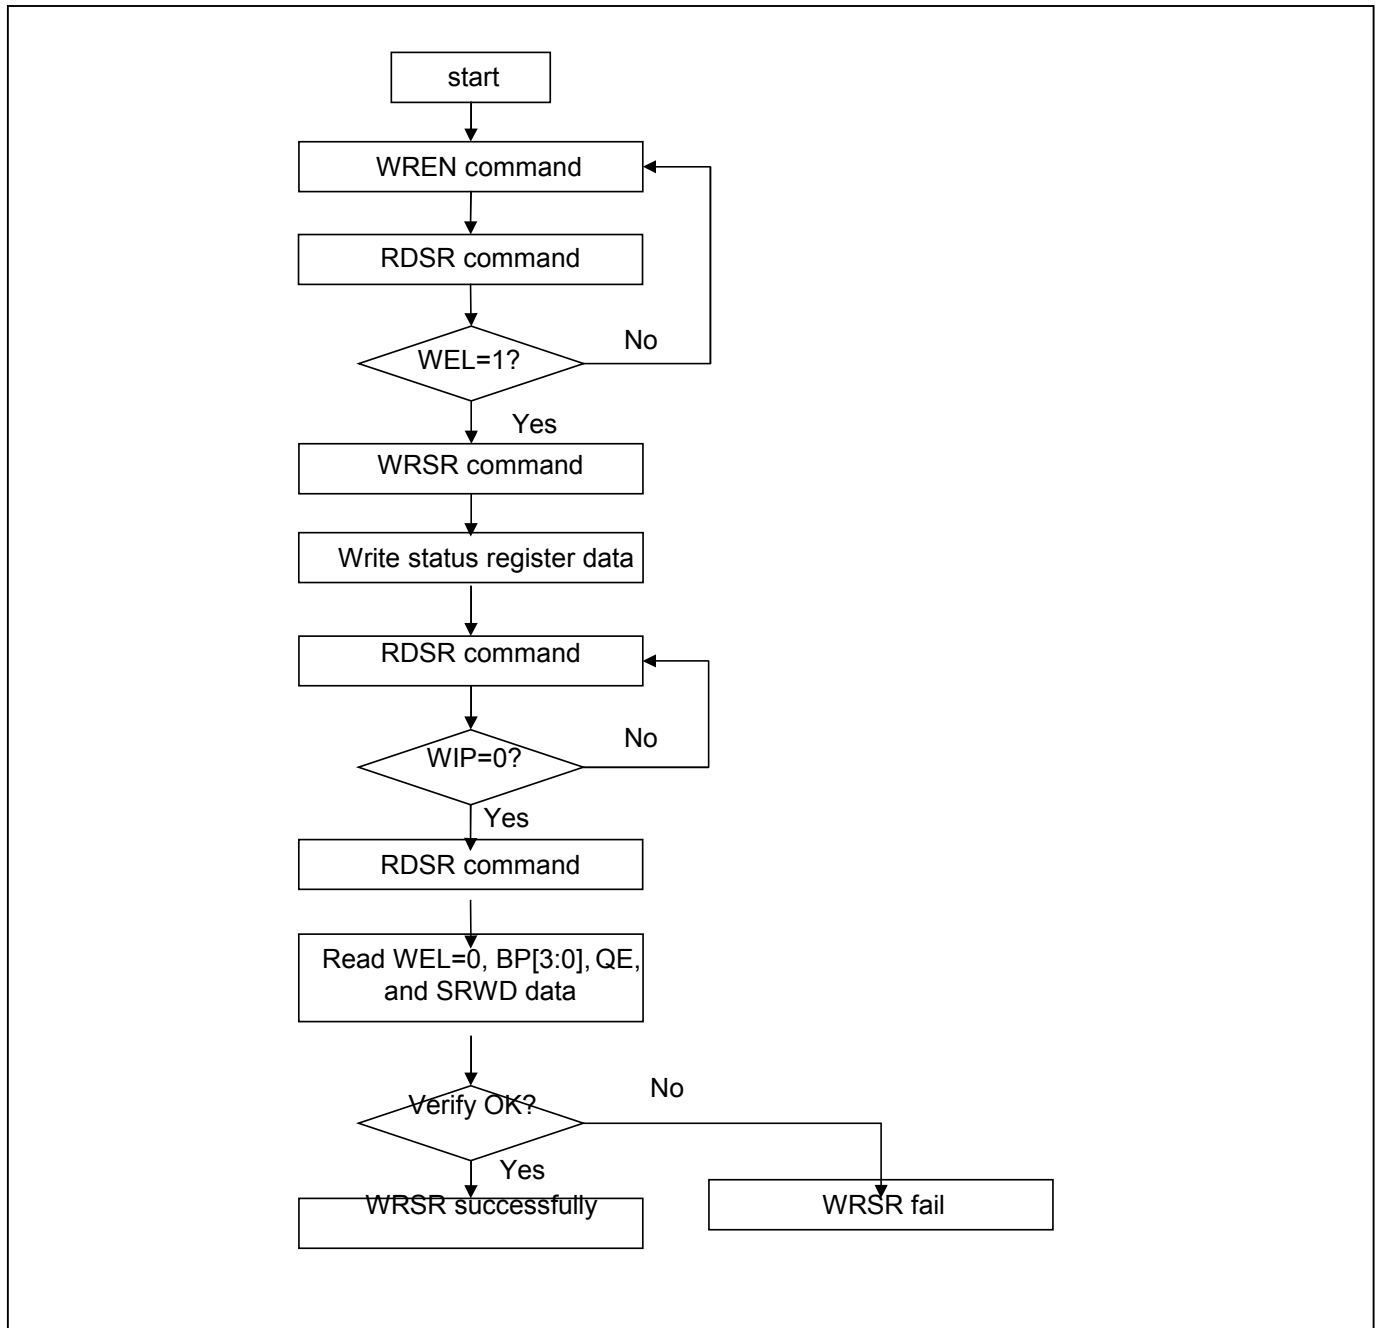 start
WREN command
RDSR command
WEL=1?
No
Yes
WRSR command
Write status register data
RDSR command
WIP=0?
No
Yes
RDSR command
Read WEL=0, BP[3:0], QE,
and SRWD data
Verify OK?
No
Yes
WRSR successfully
WRSR fail